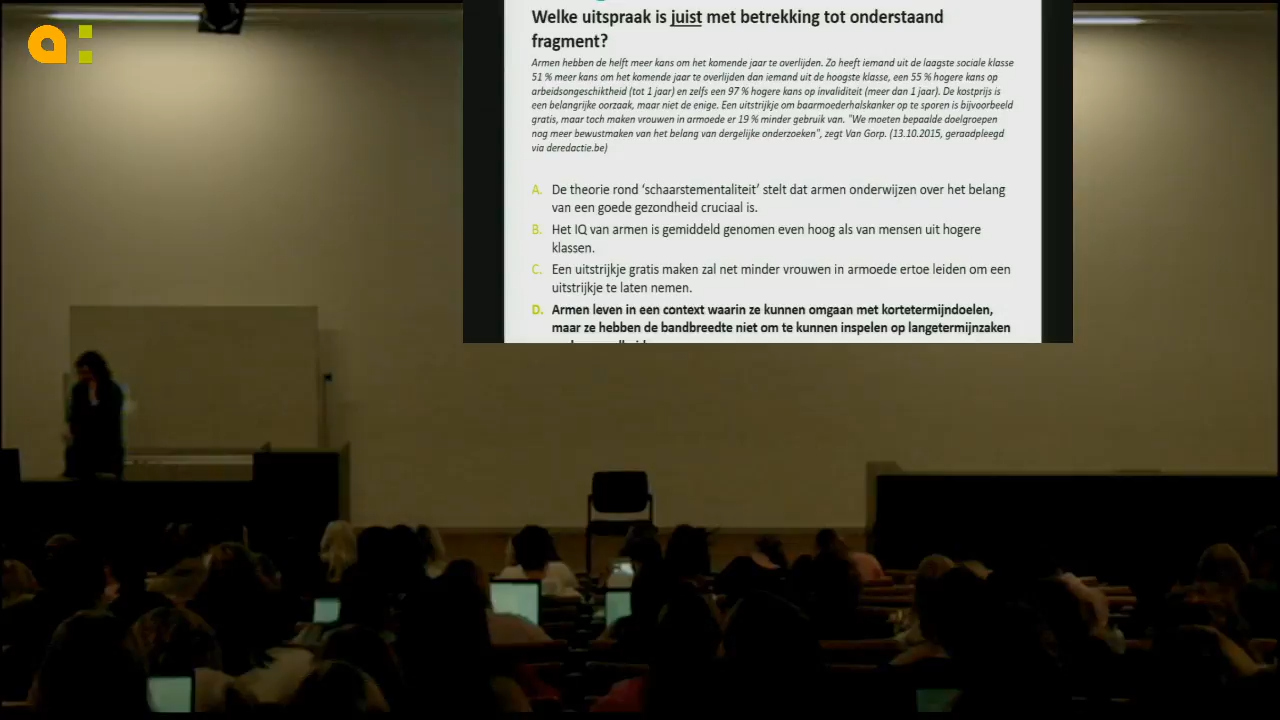 Welke uitspraak is juist met betrekking tot onderstaand
fragment?
Armen hebben de helft meer kans om het komende jaar te overlijden. Zo heeft iemand uit de laagste sociale klasse
51 % meer kans om het komende jaar te overlijden dan iemand uit de hoogste klasse, een 55 % hogere kans op
arbeidsongeschiktheid (tot 1 jaar) en zelfs een 97 % hogere kans op invaliditeit (meer dan 1 jaar). De kostprijs is
een belangrijke oorzaak, maar niet de enige. Een uitstrijkje om baarmoederhalskanker op te sporen is bijvoorbeeld
gratis, maar toch maken vrouwen in armoede er 19 % minder gebruik van. "We moeten bepaalde doelgroepen
nog meer bewustmaken van het belang van dergelijke onderzoeken", zegt Van Gorp. (13.10.2015, geraadpleegd
via deredactie.be)
A. De theorie rond ‘schaarstementaliteit’ stelt dat armen onderwijzen over het belang
van een goede gezondheid cruciaal is.
B. Het IQ van armen is gemiddeld genomen even hoog als van mensen uit hogere
klassen.
C. Een uitstrijkje gratis maken zal net minder vrouwen in armoede ertoe leiden om een
uitstrijkje te laten nemen.
D. Armen leven in een context waarin ze kunnen omgaan met kortetermijndoelen,
maar ze hebben de bandbreedte niet om te kunnen inspelen op langetermijnzaken